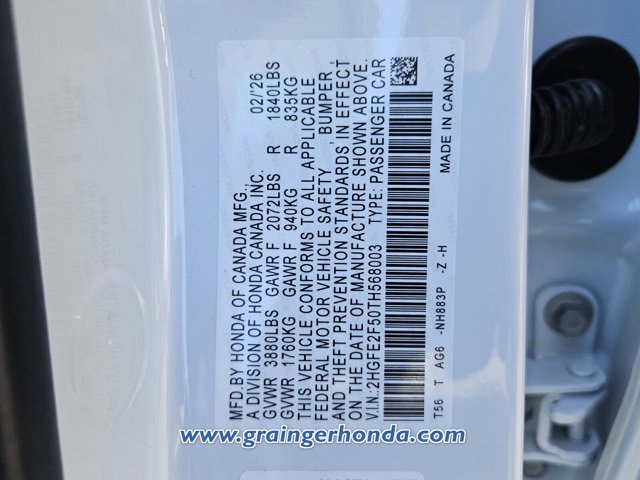 MFD BY HONDA OF CANADA MFG., 02/26
A DIVISION OF HONDA CANADA INC.
GVWR 3880LBS GAWR F 2072LBS R 1840LBS
GVWR 1760KG GAWR F 940KG R 835KG
THIS VEHICLE CONFORMS TO ALL APPLICABLE
FEDERAL MOTOR VEHICLE SAFETY, BUMPER,
AND THEFT PREVENTION STANDARDS IN EFFECT
ON THE DATE OF MANUFACTURE SHOWN ABOVE.
V.I.N.:2HGFE2F50TH568003 TYPE: PASSENGER CAR
T56 T AG6 -NH883P -Z -H MADE IN CANADA
www.graingerhonda.com